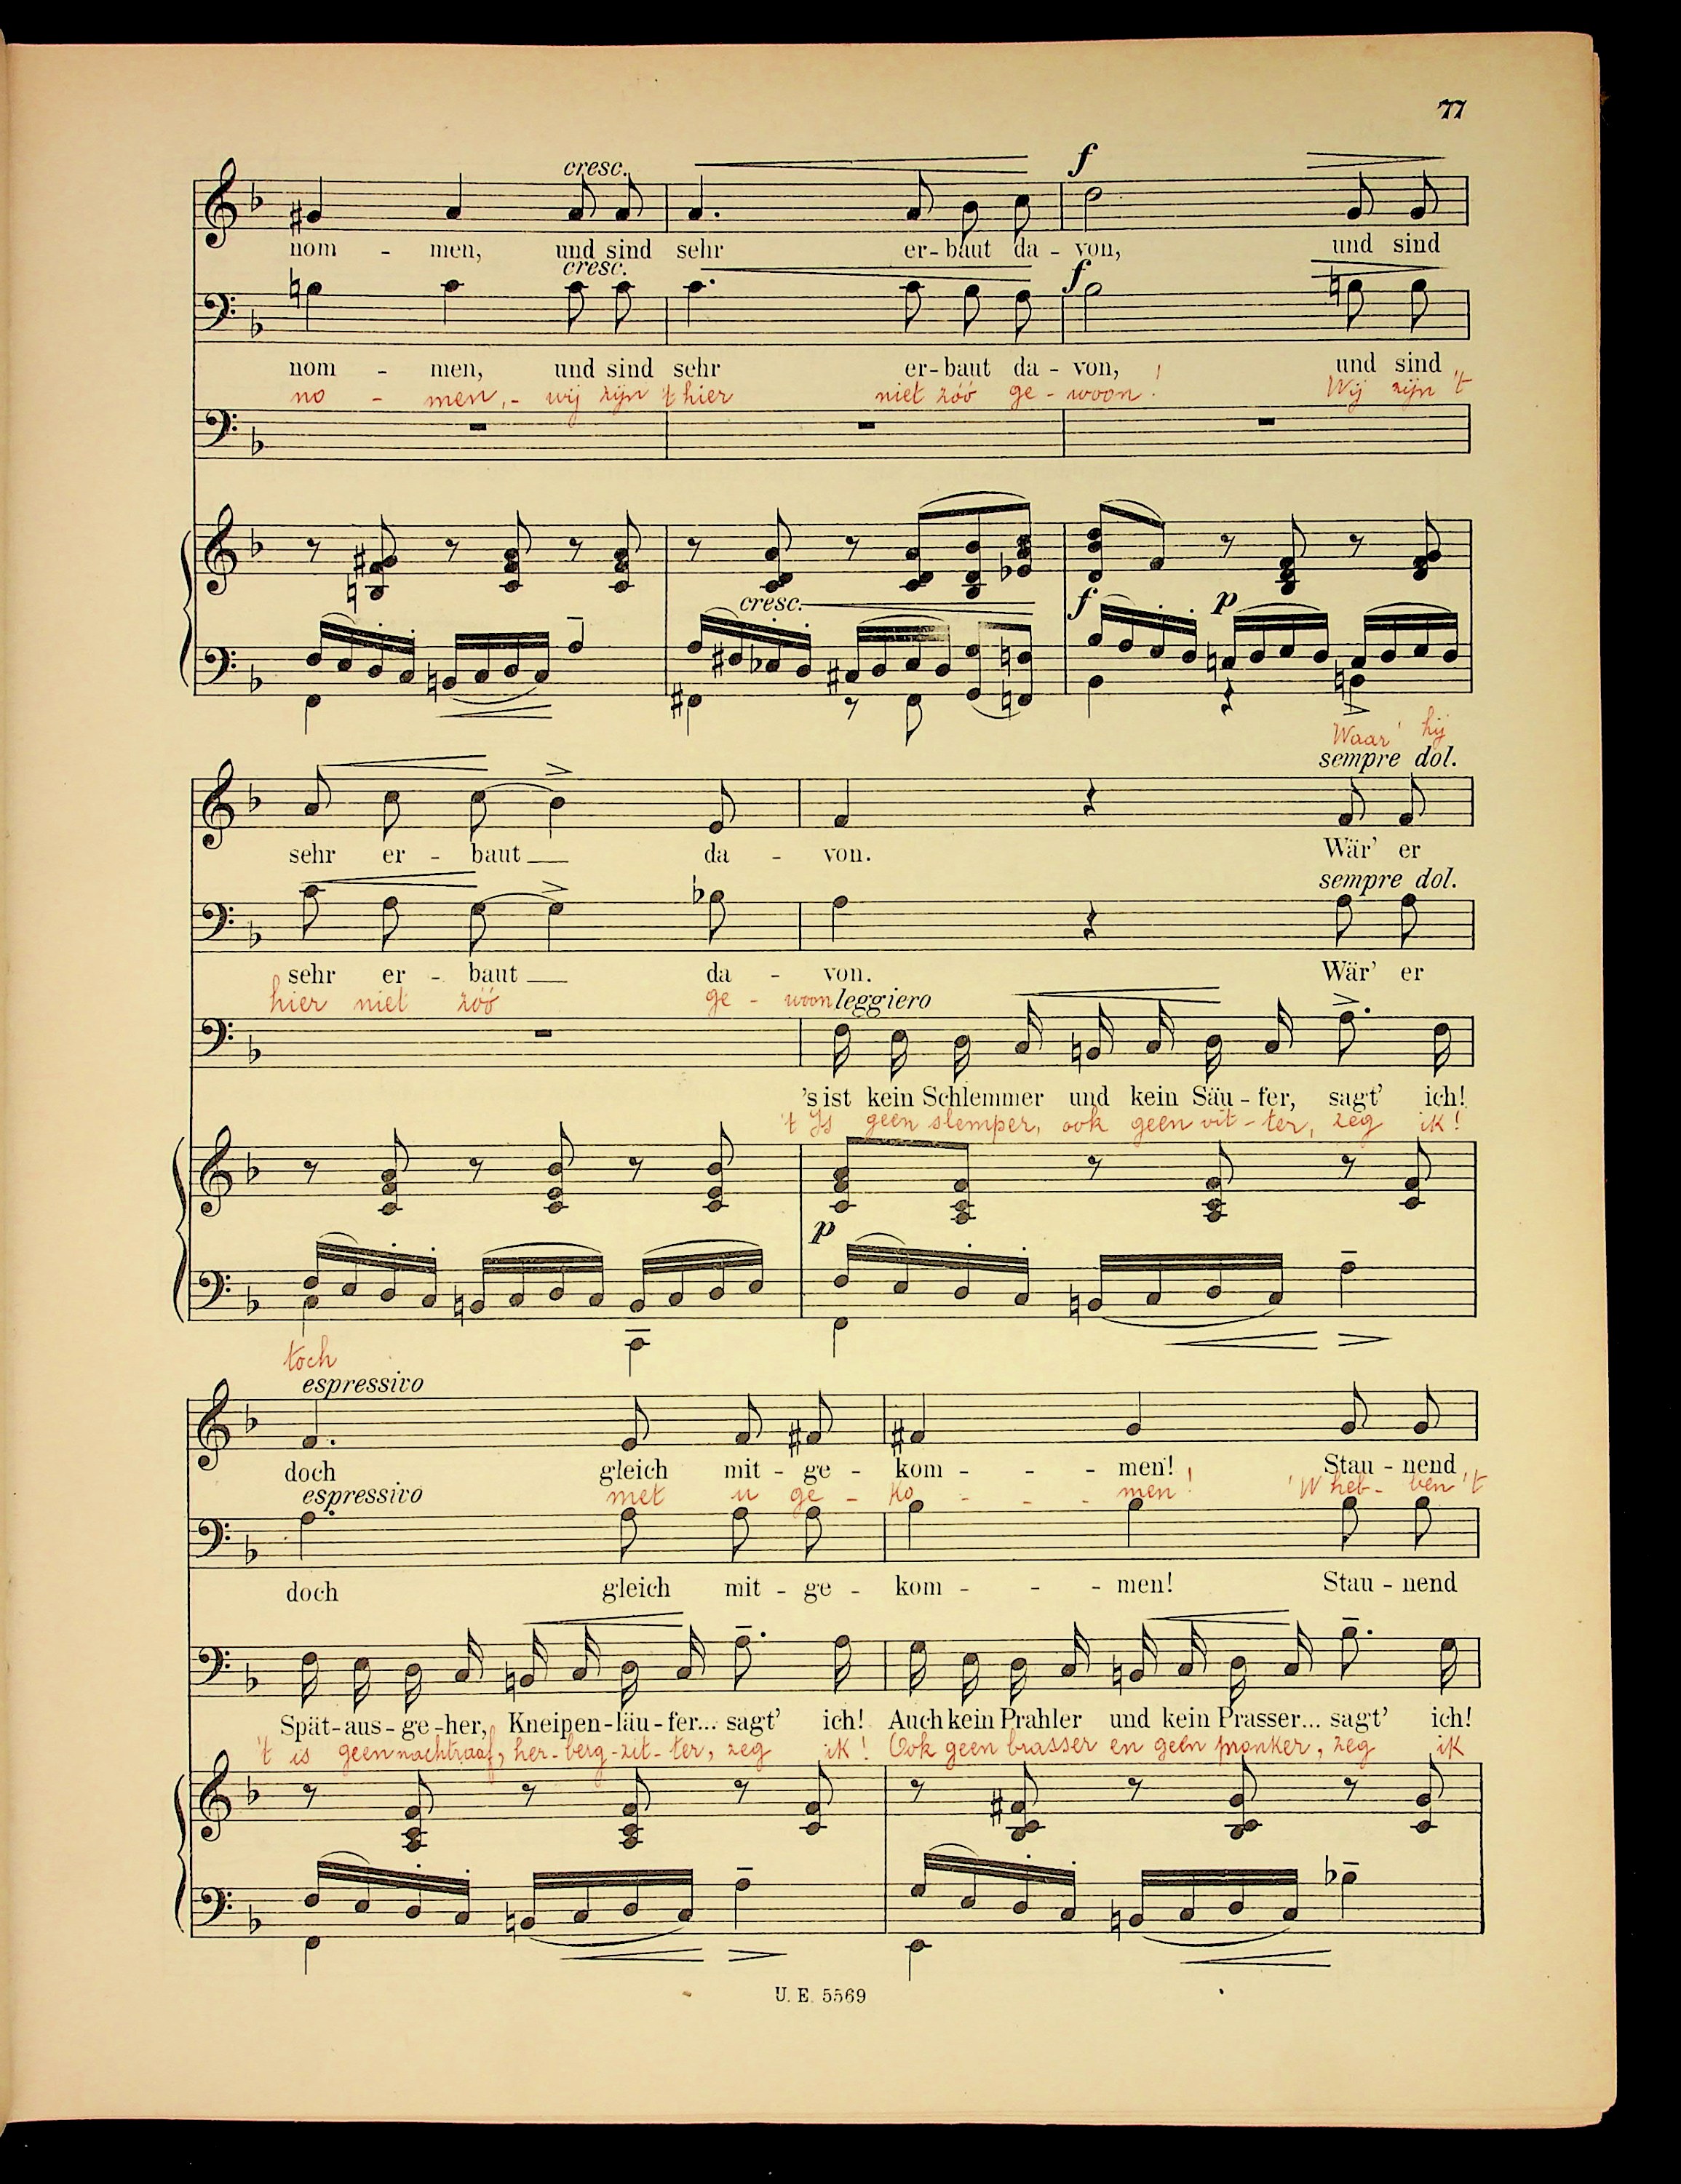 77
cresc.
f
nom - men, und sind sehr er - baut da - von, und sind
cresc.
f
nom - men, und sind sehr er - baut da - von, und sind
no - men, - wij zijn 't hier niet zóó ge - woon! Wij zijn 't
cresc. f p
Waar' hij
sempre dol.
sehr er - baut da - von. Wär' er
sempre dol.
sehr er - baut da - von. Wär' er
hier niet zóó ge - woon
leggiero
's ist kein Schlemmer und kein Säu - fer, sagt' ich!
't Is geen slemper, ook geen uit - ter, zeg ik!
p
toch
espressivo
doch gleich mit - ge - kom - - - men! Stau - nend
met u ge - ko - - - men! 'W heb - ben 't
espressivo
doch gleich mit - ge - kom - - - men! Stau - nend
Spät - aus - ge - her, Kneipen - läu - fer... sagt' ich! Auch kein Prahler und kein Prasser... sagt' ich!
't is geen nachtraaf, her - berg - zit - ter, zeg ik! Ook geen brasser en geen pronker, zeg ik
U. E. 5569